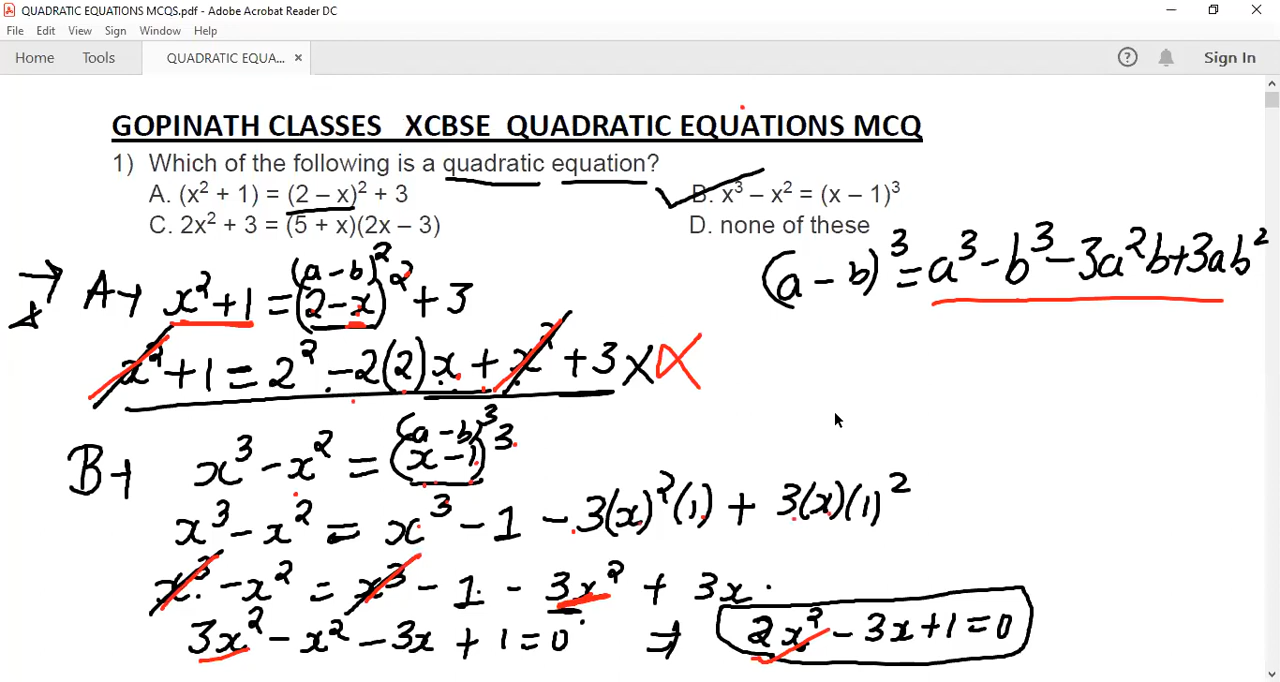 QUADRATIC EQUATIONS MCQS.pdf - Adobe Acrobat Reader DC
File Edit View Sign Window Help
Home Tools QUADRATIC EQUA... × Sign In
GOPINATH CLASSES XCBSE QUADRATIC EQUATIONS MCQ
1) Which of the following is a quadratic equation?
A. (x² + 1) = (2 – x)² + 3 B. x³ – x² = (x – 1)³
C. 2x² + 3 = (5 + x)(2x – 3) D. none of these
(a - b)³ = a³ - b³ - 3a²b + 3ab²
(a - b)²
A → x² + 1 = (2 - x)² + 3
x² + 1 = 2² - 2(2)x + x² + 3 ×
(a - b)³
B → x³ - x² = (x - 1)³
x³ - x² = x³ - 1 - 3(x)²(1) + 3(x)(1)²
x³ - x² = x³ - 1 - 3x² + 3x
3x² - x² - 3x + 1 = 0 ⇒ 2x² - 3x + 1 = 0